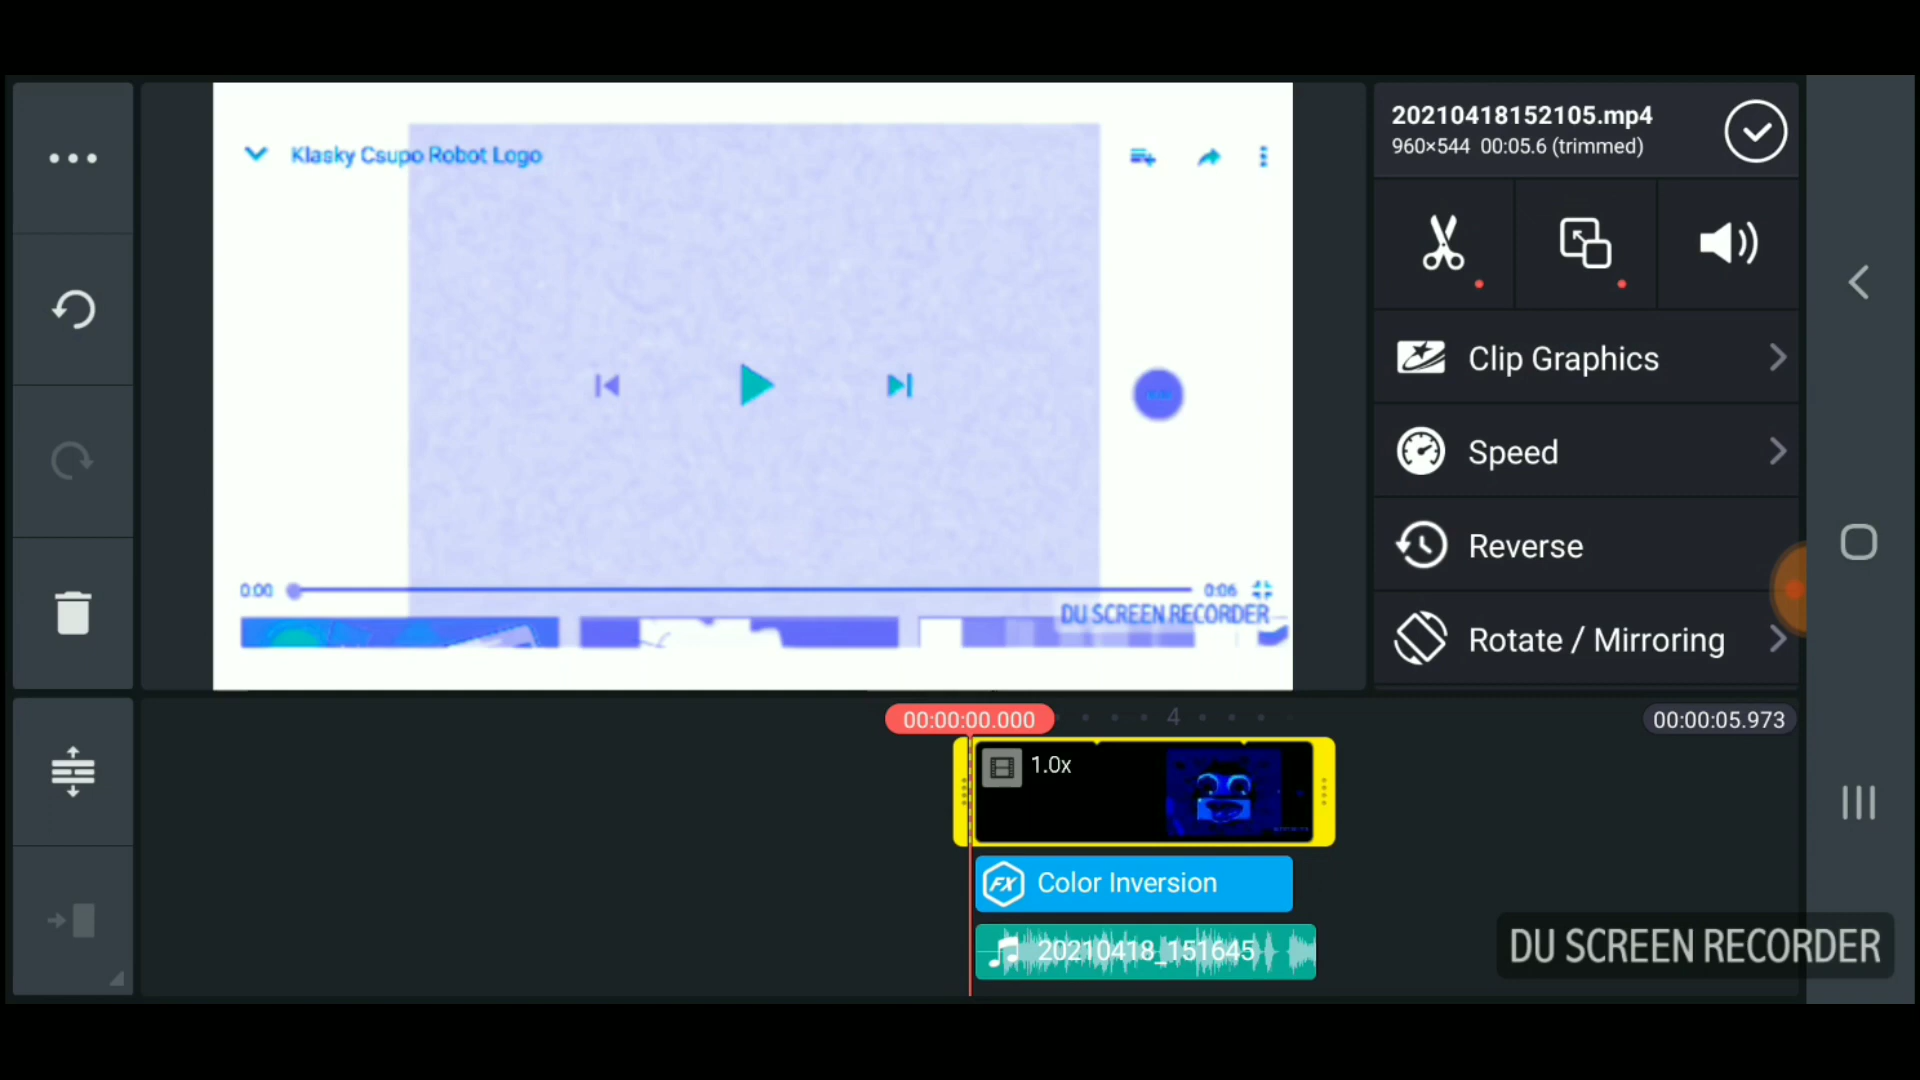 Klasky Csupo Robot Logo
0:00
0:06
DU SCREEN RECORDER
20210418152105.mp4
960×544 00:05.6 (trimmed)
Clip Graphics
Speed
Reverse
Rotate / Mirroring
00:00:00.000
4
00:00:05.973
1.0x
FX Color Inversion
20210418_151645
DU SCREEN RECORDER